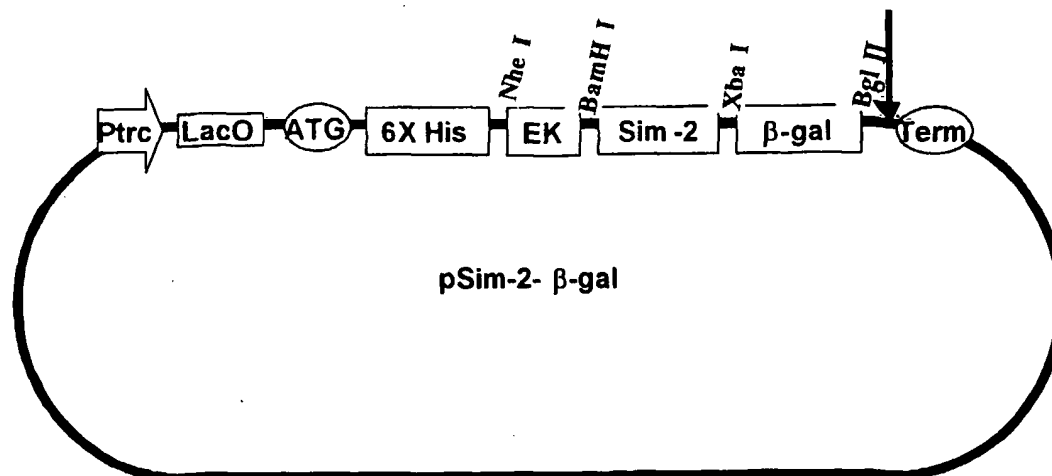 Nhe I
BamH I
Xba I
Bgl II
Ptrc LacO ATG 6X His EK Sim -2 β-gal Term
pSim-2- β-gal